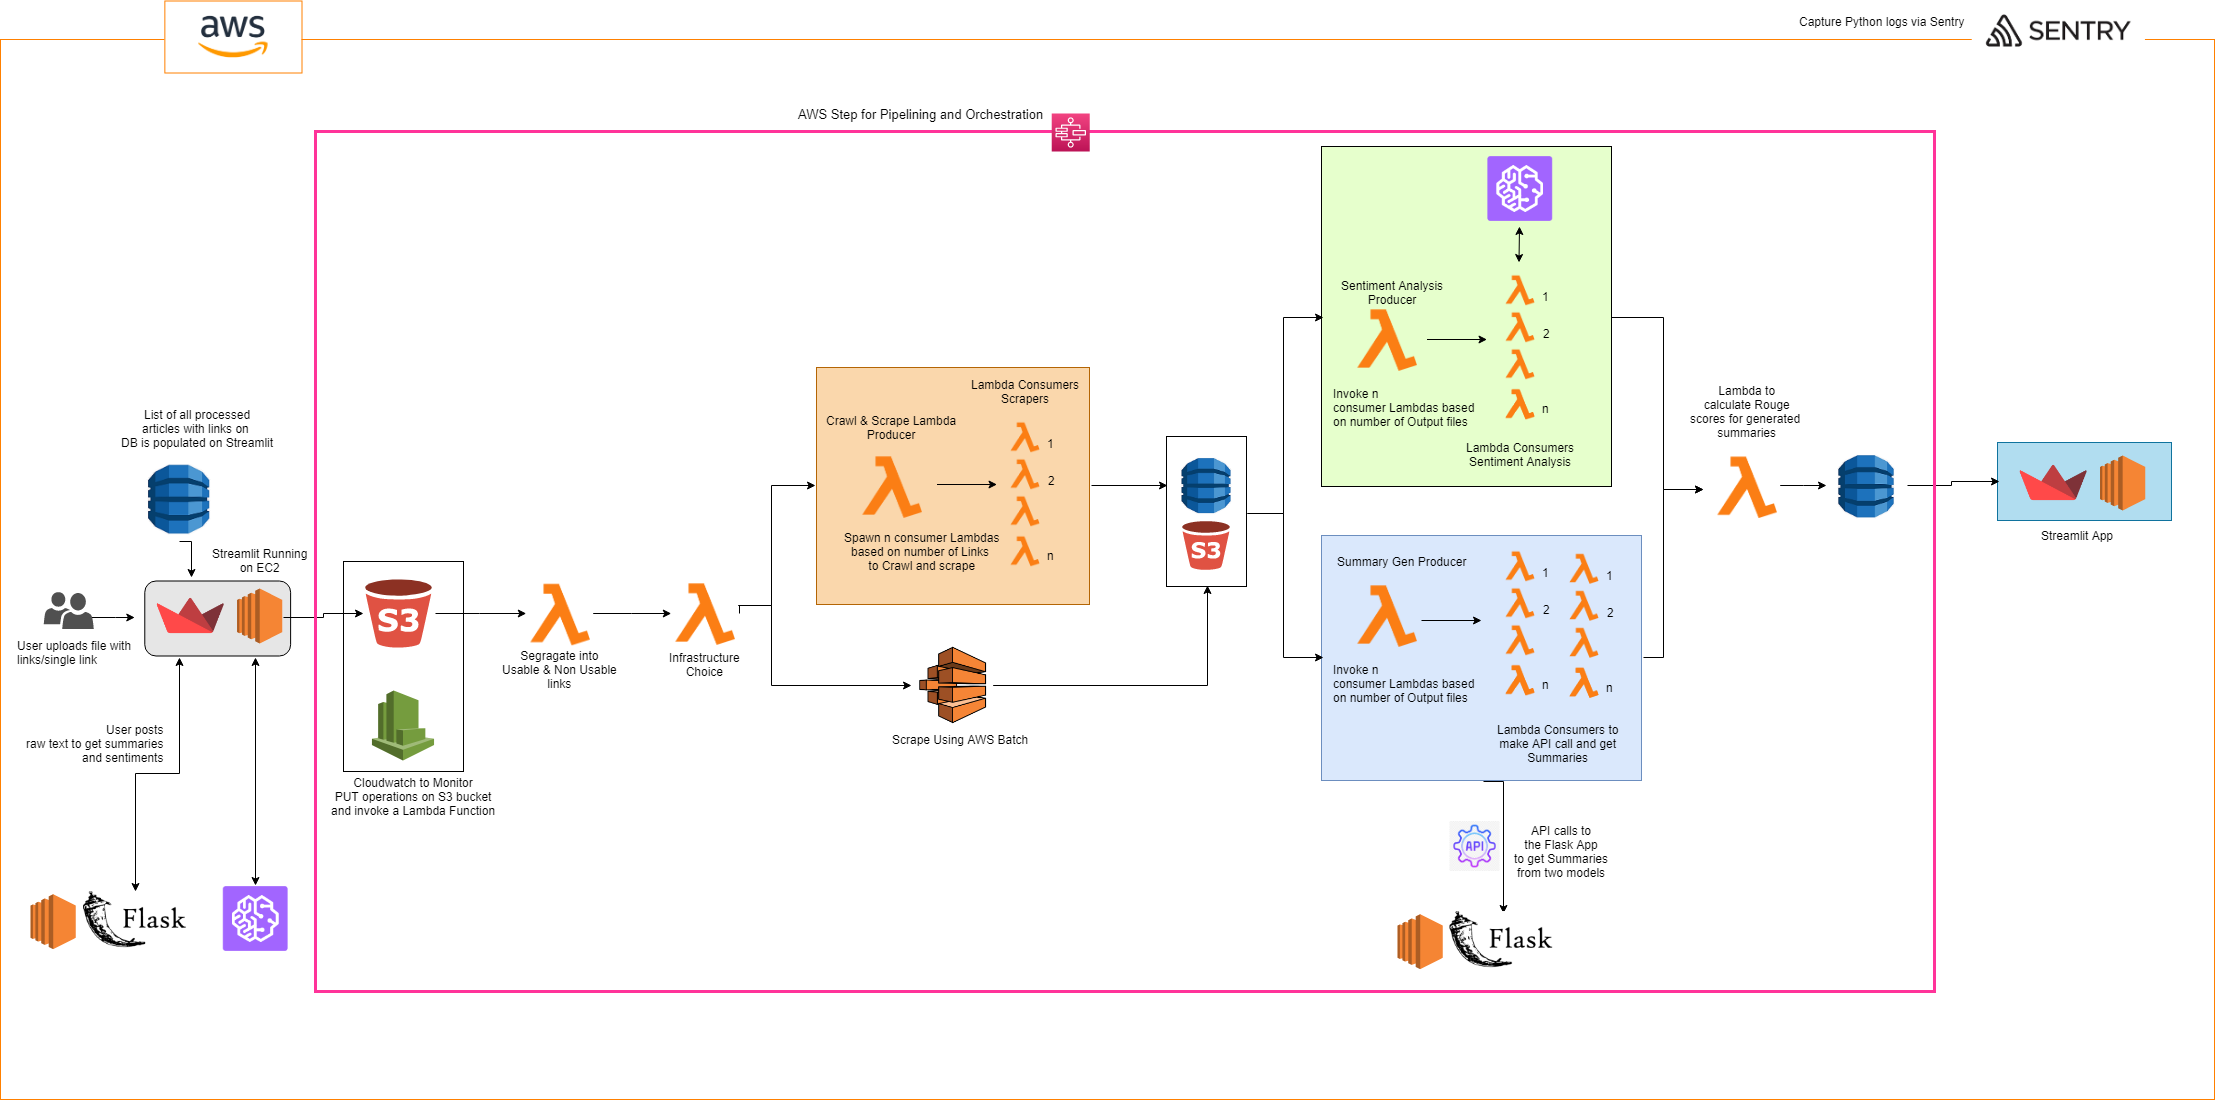 aws
Capture Python logs via Sentry
SENTRY
AWS Step for Pipelining and Orchestration
List of all processed
articles with links on
DB is populated on Streamlit
Streamlit Running
on EC2
User uploads file with
links/single link
User posts
raw text to get summaries
and sentiments
Flask
S3
Cloudwatch to Monitor
PUT operations on S3 bucket
and invoke a Lambda Function
Segragate into
Usable & Non Usable
links
Infrastructure
Choice
Lambda Consumers
Scrapers
Crawl & Scrape Lambda
Producer
1
2
n
Spawn n consumer Lambdas
based on number of Links
to Crawl and scrape
Scrape Using AWS Batch
S3
Sentiment Analysis
Producer
1
2
n
Invoke n
consumer Lambdas based
on number of Output files
Lambda Consumers
Sentiment Analysis
Summary Gen Producer
1
1
2
2
n
n
Invoke n
consumer Lambdas based
on number of Output files
Lambda Consumers to
make API call and get
Summaries
API
API calls to
the Flask App
to get Summaries
from two models
Flask
Lambda to
calculate Rouge
scores for generated
summaries
Streamlit App